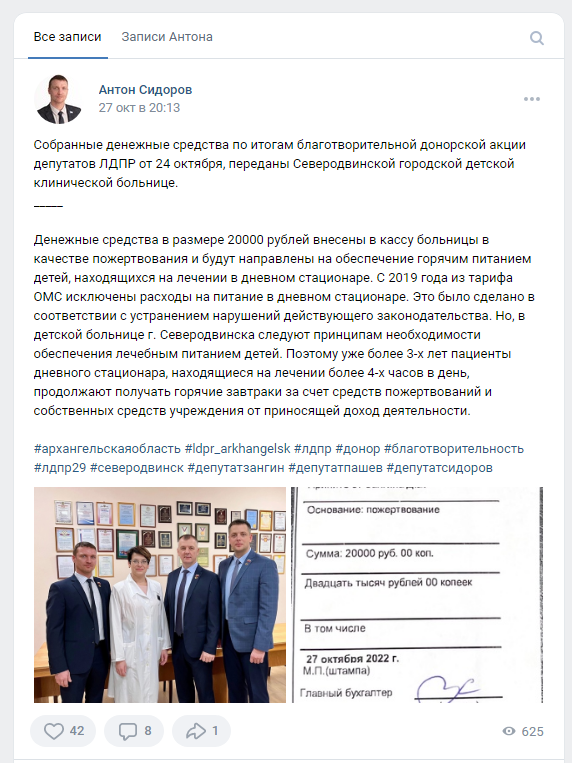 Все записи
Записи Антона
Антон Сидоров
27 окт в 20:13
Собранные денежные средства по итогам благотворительной донорской акции
депутатов ЛДПР от 24 октября, переданы Северодвинской городской детской
клинической больнице.
_____
Денежные средства в размере 20000 рублей внесены в кассу больницы в
качестве пожертвования и будут направлены на обеспечение горячим питанием
детей, находящихся на лечении в дневном стационаре. С 2019 года из тарифа
ОМС исключены расходы на питание в дневном стационаре. Это было сделано в
соответствии с устранением нарушений действующего законодательства. Но, в
детской больнице г. Северодвинска следуют принципам необходимости
обеспечения лечебным питанием детей. Поэтому уже более 3-х лет пациенты
дневного стационара, находящиеся на лечении более 4-х часов в день,
продолжают получать горячие завтраки за счет средств пожертвований и
собственных средств учреждения от приносящей доход деятельности.
#архангельскаяобласть #ldpr_arkhangelsk #лдпр #донор #благотворительность
#лдпр29 #северодвинск #депутатзангин #депутатпашев #депутатсидоров
Основание: пожертвование
Сумма: 20000 руб. 00 коп.
Двадцать тысяч рублей 00 копеек
В том числе
27 октября 2022 г.
М.П.(штампа)
Главный бухгалтер
42
8
1
625